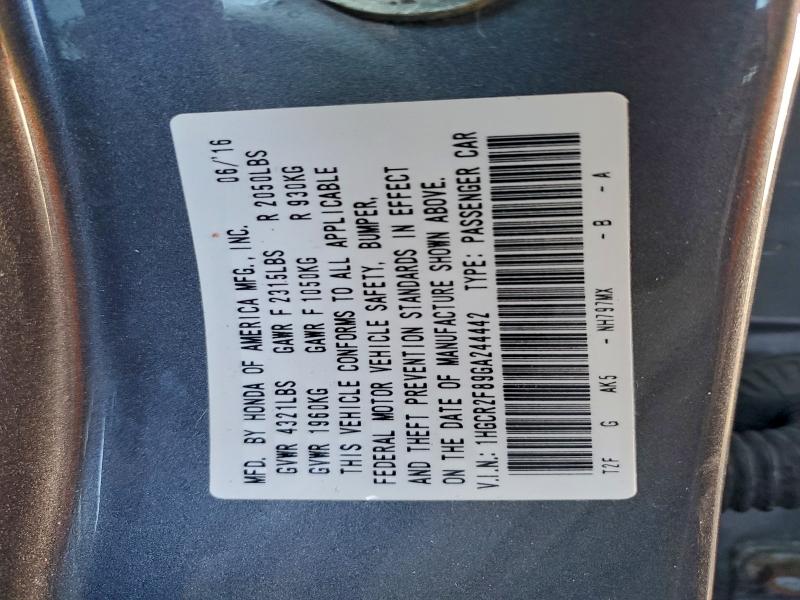 MFD. BY HONDA OF AMERICA MFG., INC. 06/'16
GVWR 4321LBS GAWR F 2315LBS R 2050LBS
GVWR 1960KG GAWR F 1050KG R 930KG
THIS VEHICLE CONFORMS TO ALL APPLICABLE
FEDERAL MOTOR VEHICLE SAFETY, BUMPER,
AND THEFT PREVENTION STANDARDS IN EFFECT
ON THE DATE OF MANUFACTURE SHOWN ABOVE.
V.I.N.: 1HGCR2F89GA244442 TYPE: PASSENGER CAR
T2F G AK5 - NH797MX - B - A